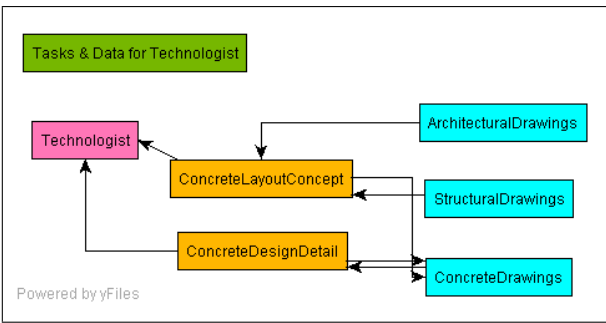 Tasks & Data for Technologist
ArchitecturalDrawings
Technologist
ConcreteLayoutConcept
StructuralDrawings
ConcreteDesignDetail
ConcreteDrawings
Powered by yFiles